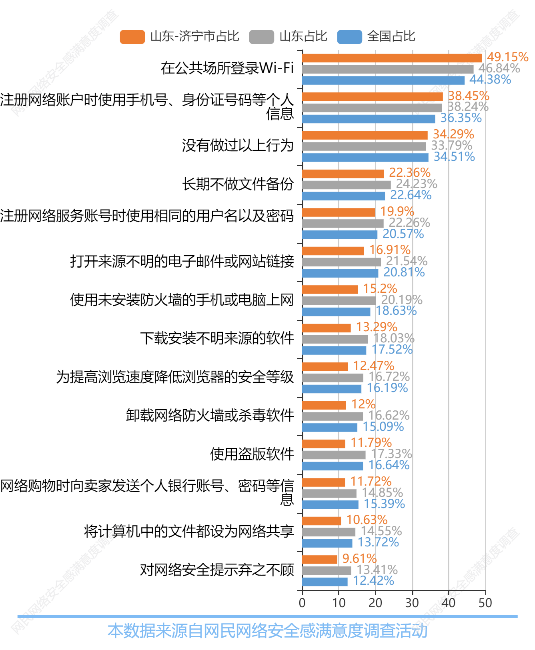 山东-济宁市占比 山东占比 全国占比
在公共场所登录Wi-Fi
49.15%
46.84%
44.38%
注册网络账户时使用手机号、身份证号码等个人
信息
38.45%
38.24%
36.35%
没有做过以上行为
34.29%
33.79%
34.51%
长期不做文件备份
22.36%
24.23%
22.64%
注册网络服务账号时使用相同的用户名以及密码
19.9%
22.26%
20.57%
打开来源不明的电子邮件或网站链接
16.91%
21.54%
20.81%
使用未安装防火墙的手机或电脑上网
15.2%
20.19%
18.63%
下载安装不明来源的软件
13.29%
18.03%
17.52%
为提高浏览速度降低浏览器的安全等级
12.47%
16.72%
16.19%
卸载网络防火墙或杀毒软件
12%
16.62%
15.09%
使用盗版软件
11.79%
17.33%
16.64%
网络购物时向卖家发送个人银行账号、密码等信
息
11.72%
14.85%
15.39%
将计算机中的文件都设为网络共享
10.63%
14.55%
13.72%
对网络安全提示弃之不顾
9.61%
13.41%
12.42%
0 10 20 30 40 50
本数据来源自网民网络安全感满意度调查活动